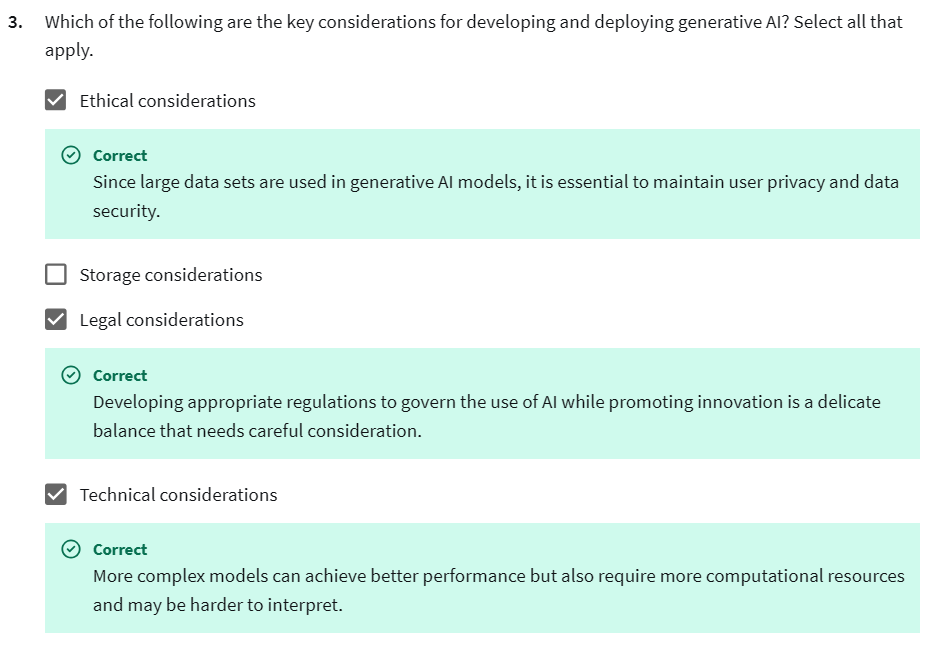 3. Which of the following are the key considerations for developing and deploying generative AI? Select all that
apply.
Ethical considerations
Correct
Since large data sets are used in generative AI models, it is essential to maintain user privacy and data
security.
Storage considerations
Legal considerations
Correct
Developing appropriate regulations to govern the use of AI while promoting innovation is a delicate
balance that needs careful consideration.
Technical considerations
Correct
More complex models can achieve better performance but also require more computational resources
and may be harder to interpret.